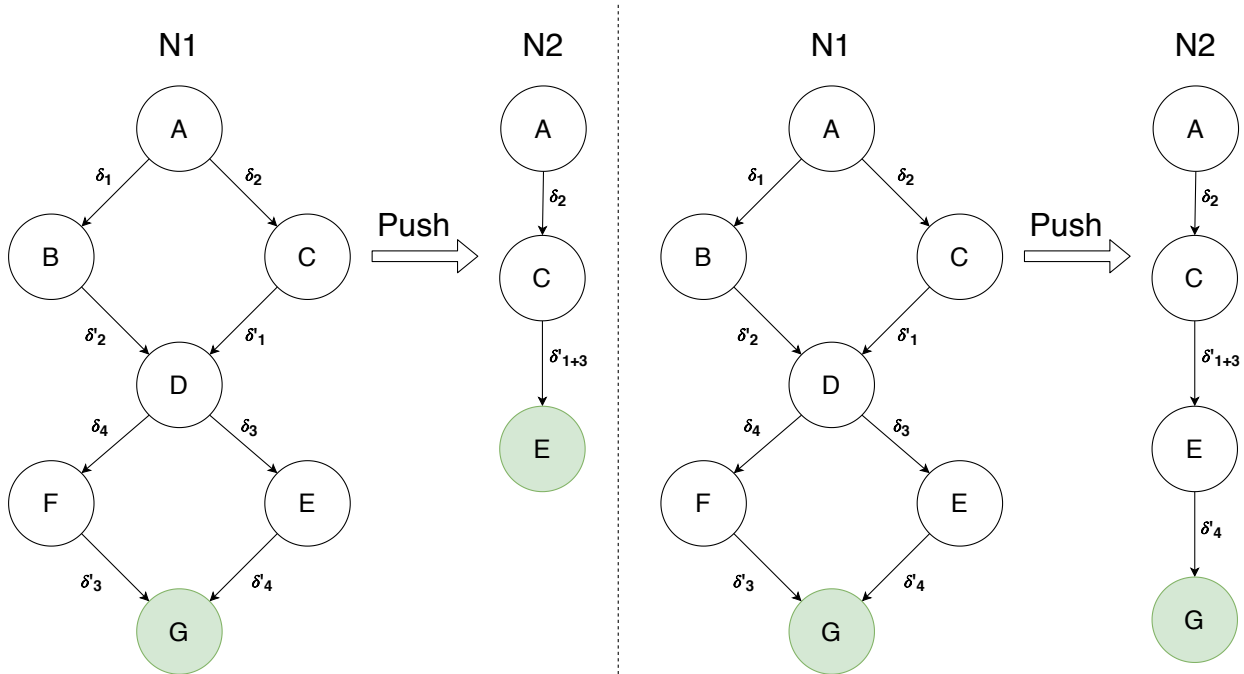 N1
N2
A
A
δ₁
δ₂
δ₂
Push
B
C
C
δ'₂
δ'₁
δ'₁₊₃
D
δ₄
δ₃
E
F
E
δ'₃
δ'₄
G
N1
N2
A
A
δ₁
δ₂
δ₂
Push
B
C
C
δ'₂
δ'₁
δ'₁₊₃
D
δ₄
δ₃
E
F
E
δ'₄
δ'₃
δ'₄
G
G